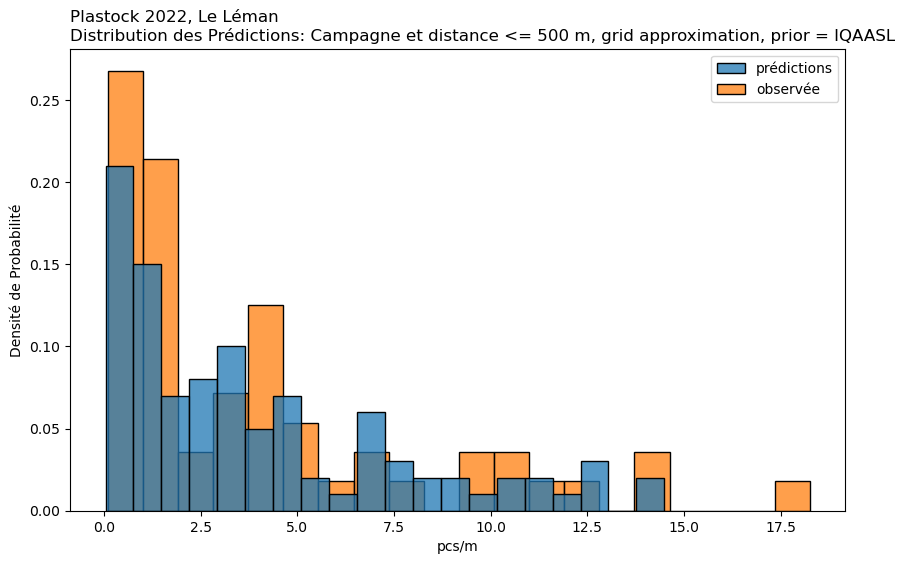 Plastock 2022, Le Léman
Distribution des Prédictions: Campagne et distance <= 500 m, grid approximation, prior = IQAASL
prédictions
observée
Densité de Probabilité
0.25
0.20
0.15
0.10
0.05
0.00
0.0 2.5 5.0 7.5 10.0 12.5 15.0 17.5
pcs/m